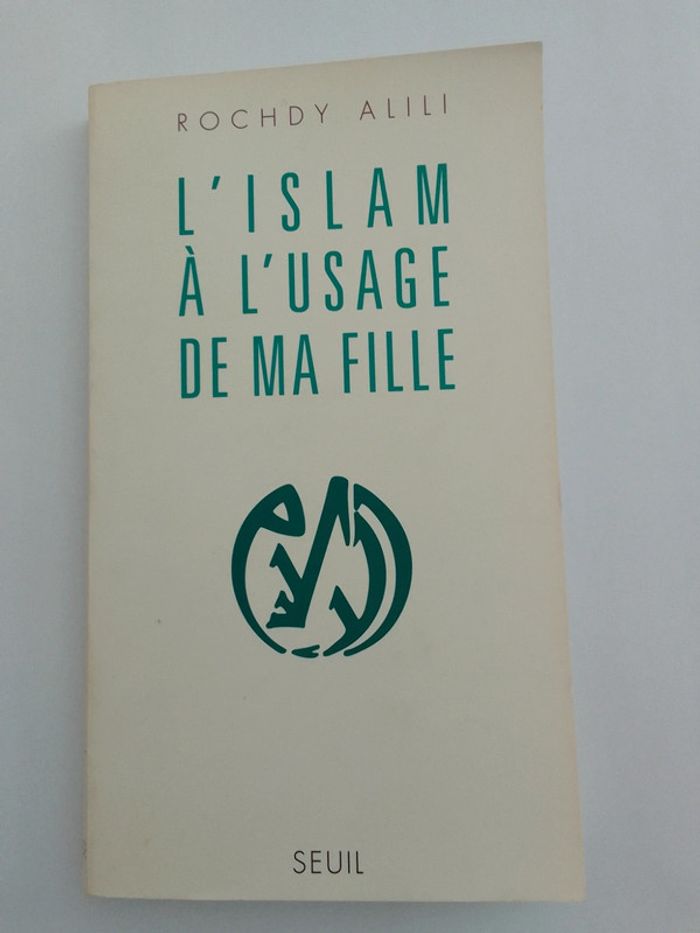 ROCHDY ALILI
L'ISLAM
À L'USAGE
DE MA FILLE
SEUIL